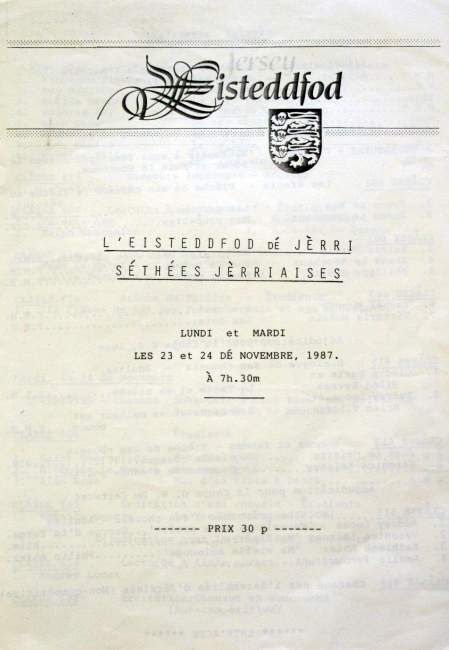 Jersey
Eisteddfod
L'EISTEDDFOD DÉ JÈRRI
SÉTHÉES JÈRRIAISES
LUNDI et MARDI
LES 23 et 24 DÉ NOVEMBRE, 1987.
À 7h.30m
------- PRIX 30 p -------